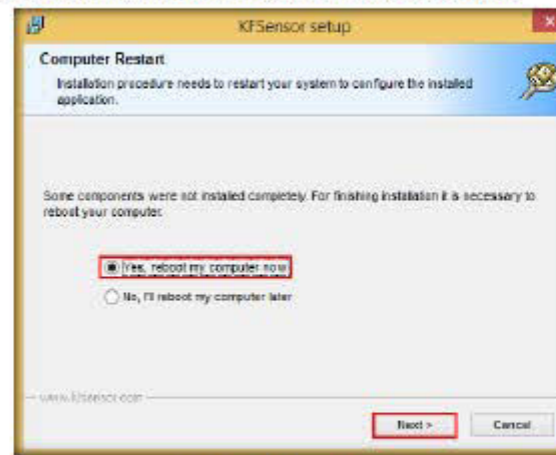 KFSensor setup
Computer Restart
Installation procedure needs to restart your system to configure the installed
application.
Some components were not installed completely. For finishing installation it is necessary to
reboot your computer.
Yes, reboot my computer now
No, I'll reboot my computer later
www.kfsensor.com
Next >
Cancel